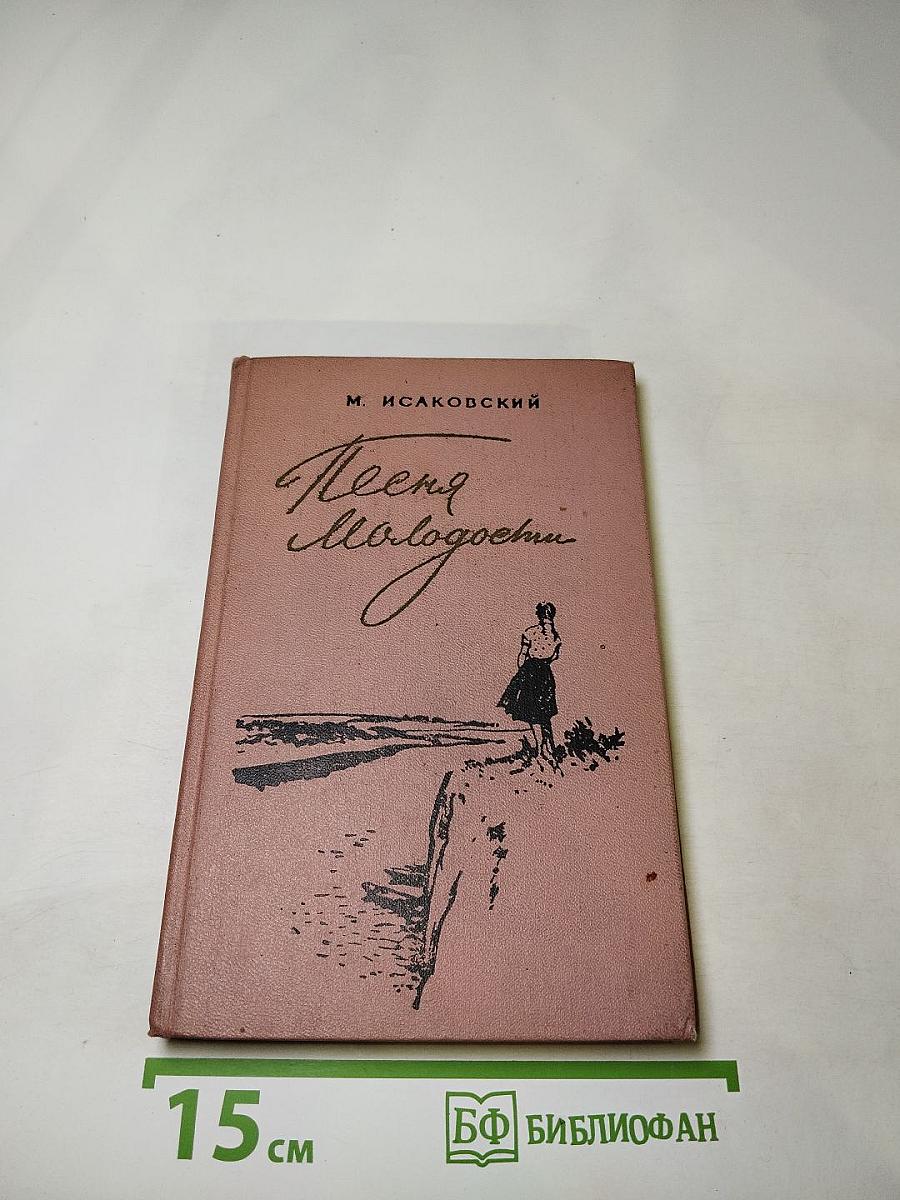 М. ИСАКОВСКИЙ
Песня
Молодости
15 см
БФ БИБЛИОФАН